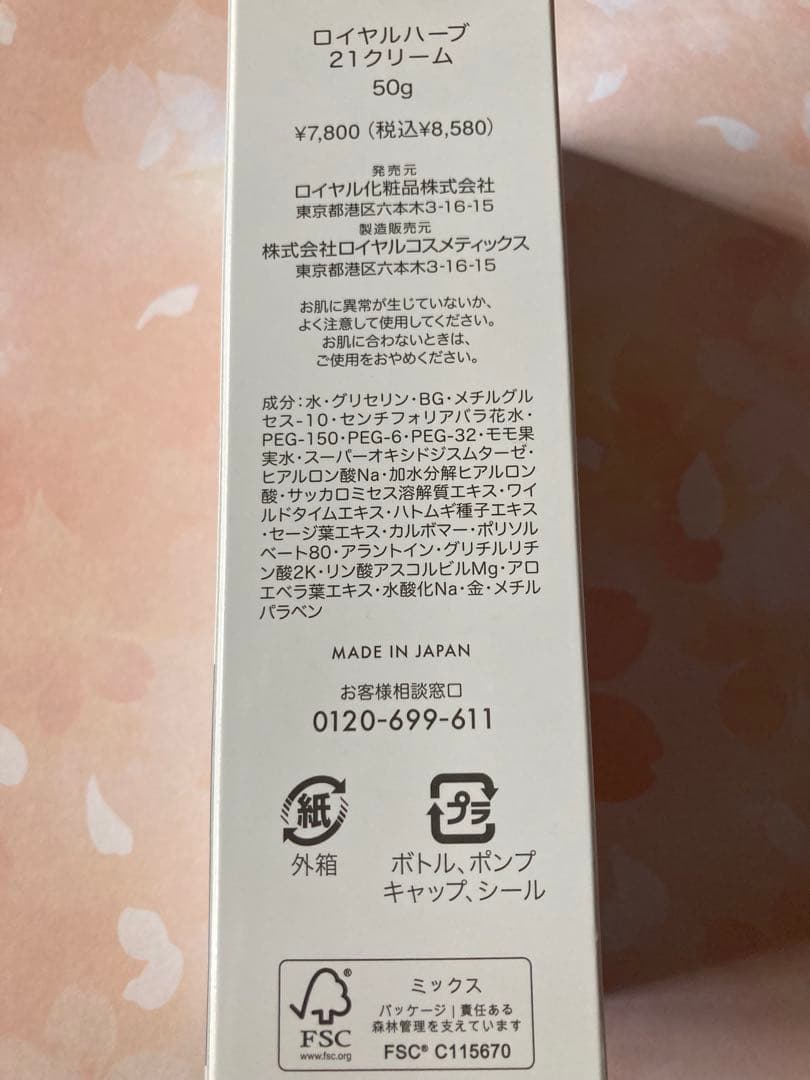 ロイヤルハーブ
21クリーム
50g
¥7,800（税込¥8,580）
発売元
ロイヤル化粧品株式会社
東京都港区六本木3-16-15
製造販売元
株式会社ロイヤルコスメティックス
東京都港区六本木3-16-15
お肌に異常が生じていないか、
よく注意して使用してください。
お肌に合わないときは、
ご使用をおやめください。
成分：水・グリセリン・BG・メチルグル
セス-10・センチフォリアバラ花水・
PEG-150・PEG-6・PEG-32・モモ果
実水・スーパーオキシドジスムターゼ・
ヒアルロン酸Na・加水分解ヒアルロン
酸・サッカロミセス溶解質エキス・ワイ
ルドタイムエキス・ハトムギ種子エキス
・セージ葉エキス・カルボマー・ポリソル
ベート80・アラントイン・グリチルリチ
ン酸2K・リン酸アスコルビルMg・アロ
エベラ葉エキス・水酸化Na・金・メチル
パラベン
MADE IN JAPAN
お客様相談窓口
0120-699-611
紙
外箱
プラ
ボトル、ポンプ
キャップ、シール
FSC®
www.fsc.org
ミックス
パッケージ｜責任ある
森林管理を支えています
FSC® C115670